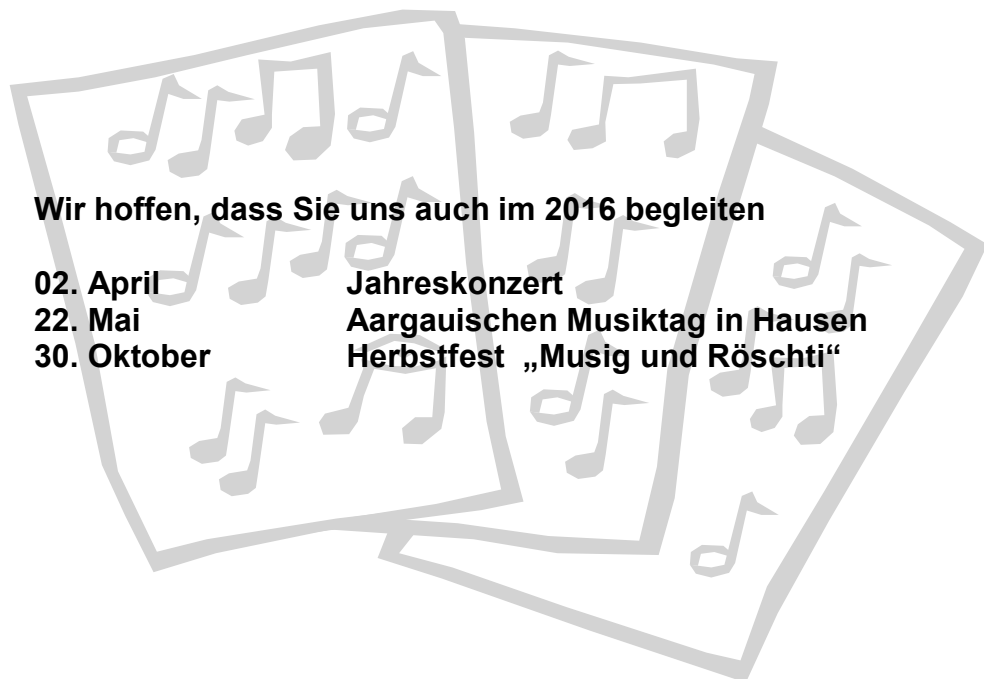 Wir hoffen, dass Sie uns auch im 2016 begleiten
02. April Jahreskonzert
22. Mai Aargauischen Musiktag in Hausen
30. Oktober Herbstfest „Musig und Röschti“